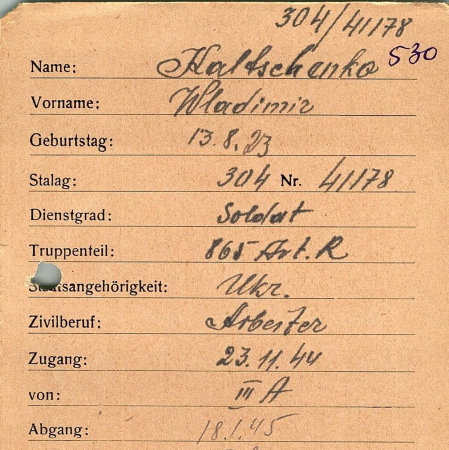 304/41178
530
Name: Kaltschenko
Vorname: Wladimir
Geburtstag: 13.8.23
Stalag: 304 Nr. 41178
Dienstgrad: Soldat
Truppenteil: 865 Art. R
Staatsangehörigkeit: Ukr.
Zivilberuf: Arbeiter
Zugang: 23.11.44
von: III A
Abgang: 18.1.45